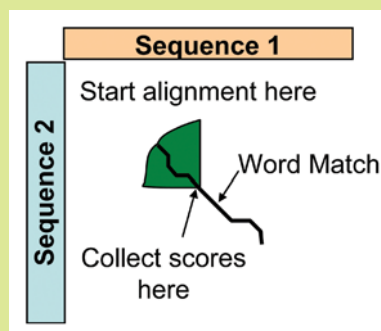 Sequence 1
Sequence 2
Start alignment here
Word Match
Collect scores
here